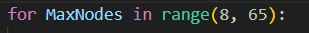 for MaxNodes in range(8, 65):